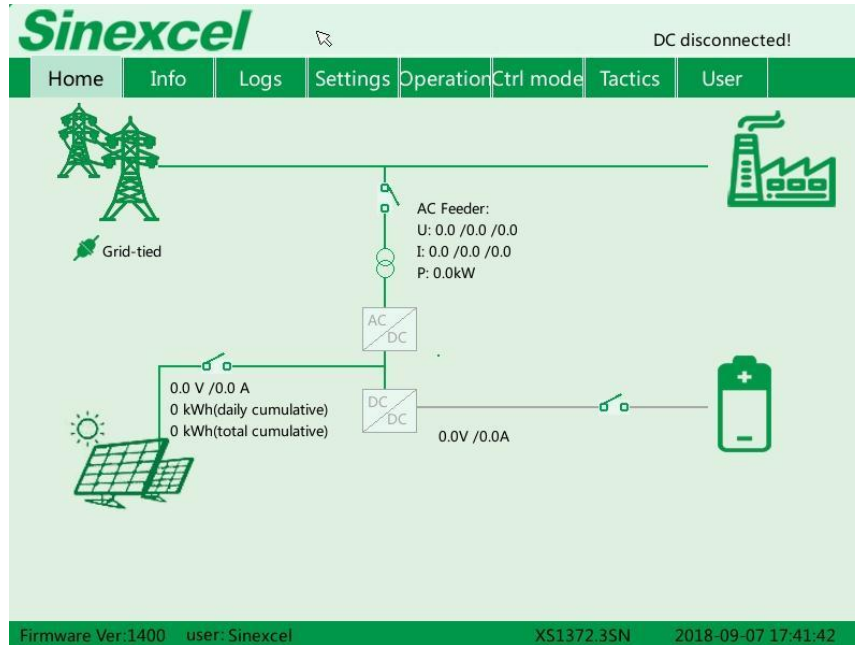 Sinexcel
DC disconnected!
Home Info Logs Settings Operation Ctrl mode Tactics User
AC Feeder:
U: 0.0 /0.0 /0.0
I: 0.0 /0.0 /0.0
P: 0.0kW
Grid-tied
AC
DC
0.0 V /0.0 A
0 kWh(daily cumulative)
0 kWh(total cumulative)
DC
DC
0.0V /0.0A
Firmware Ver:1400 user: Sinexcel XS1372.3SN 2018-09-07 17:41:42